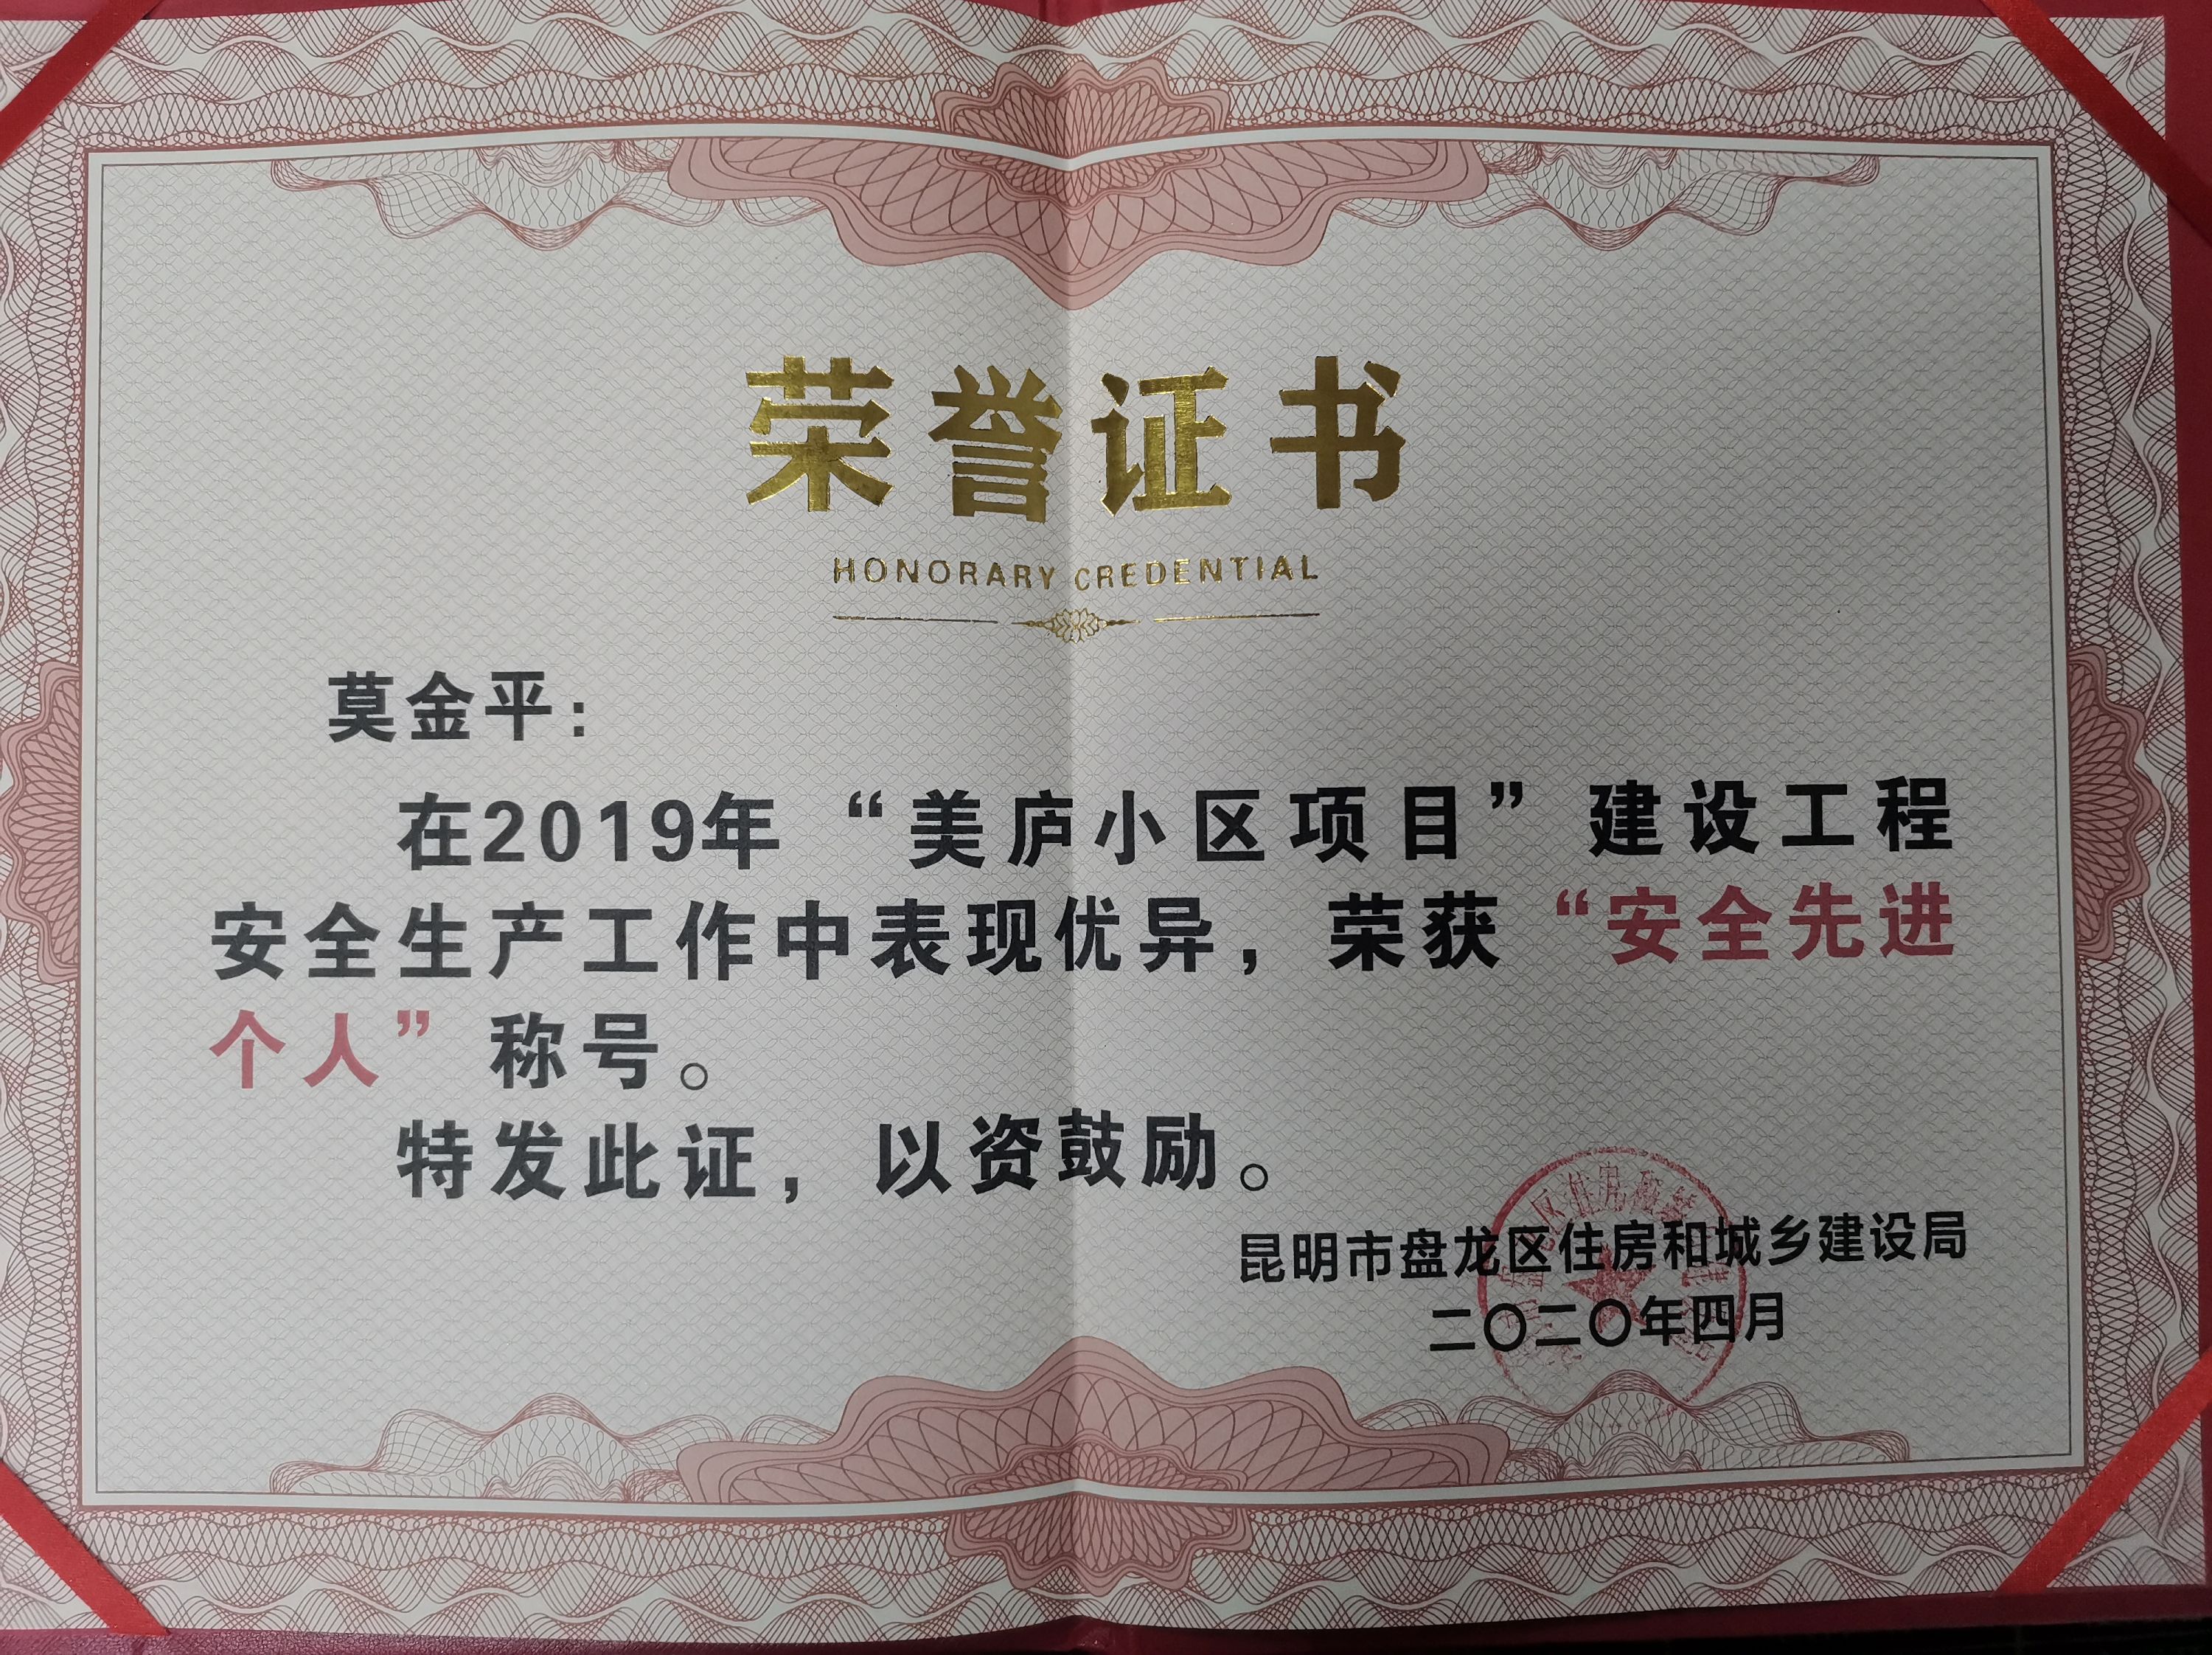 荣誉证书
HONORARY CREDENTIAL
莫金平：
在2019年“美庐小区项目”建设工程
安全生产工作中表现优异，荣获“安全先进
个人”称号。
特发此证，以资鼓励。
昆明市盘龙区住房和城乡建设局
二〇二〇年四月